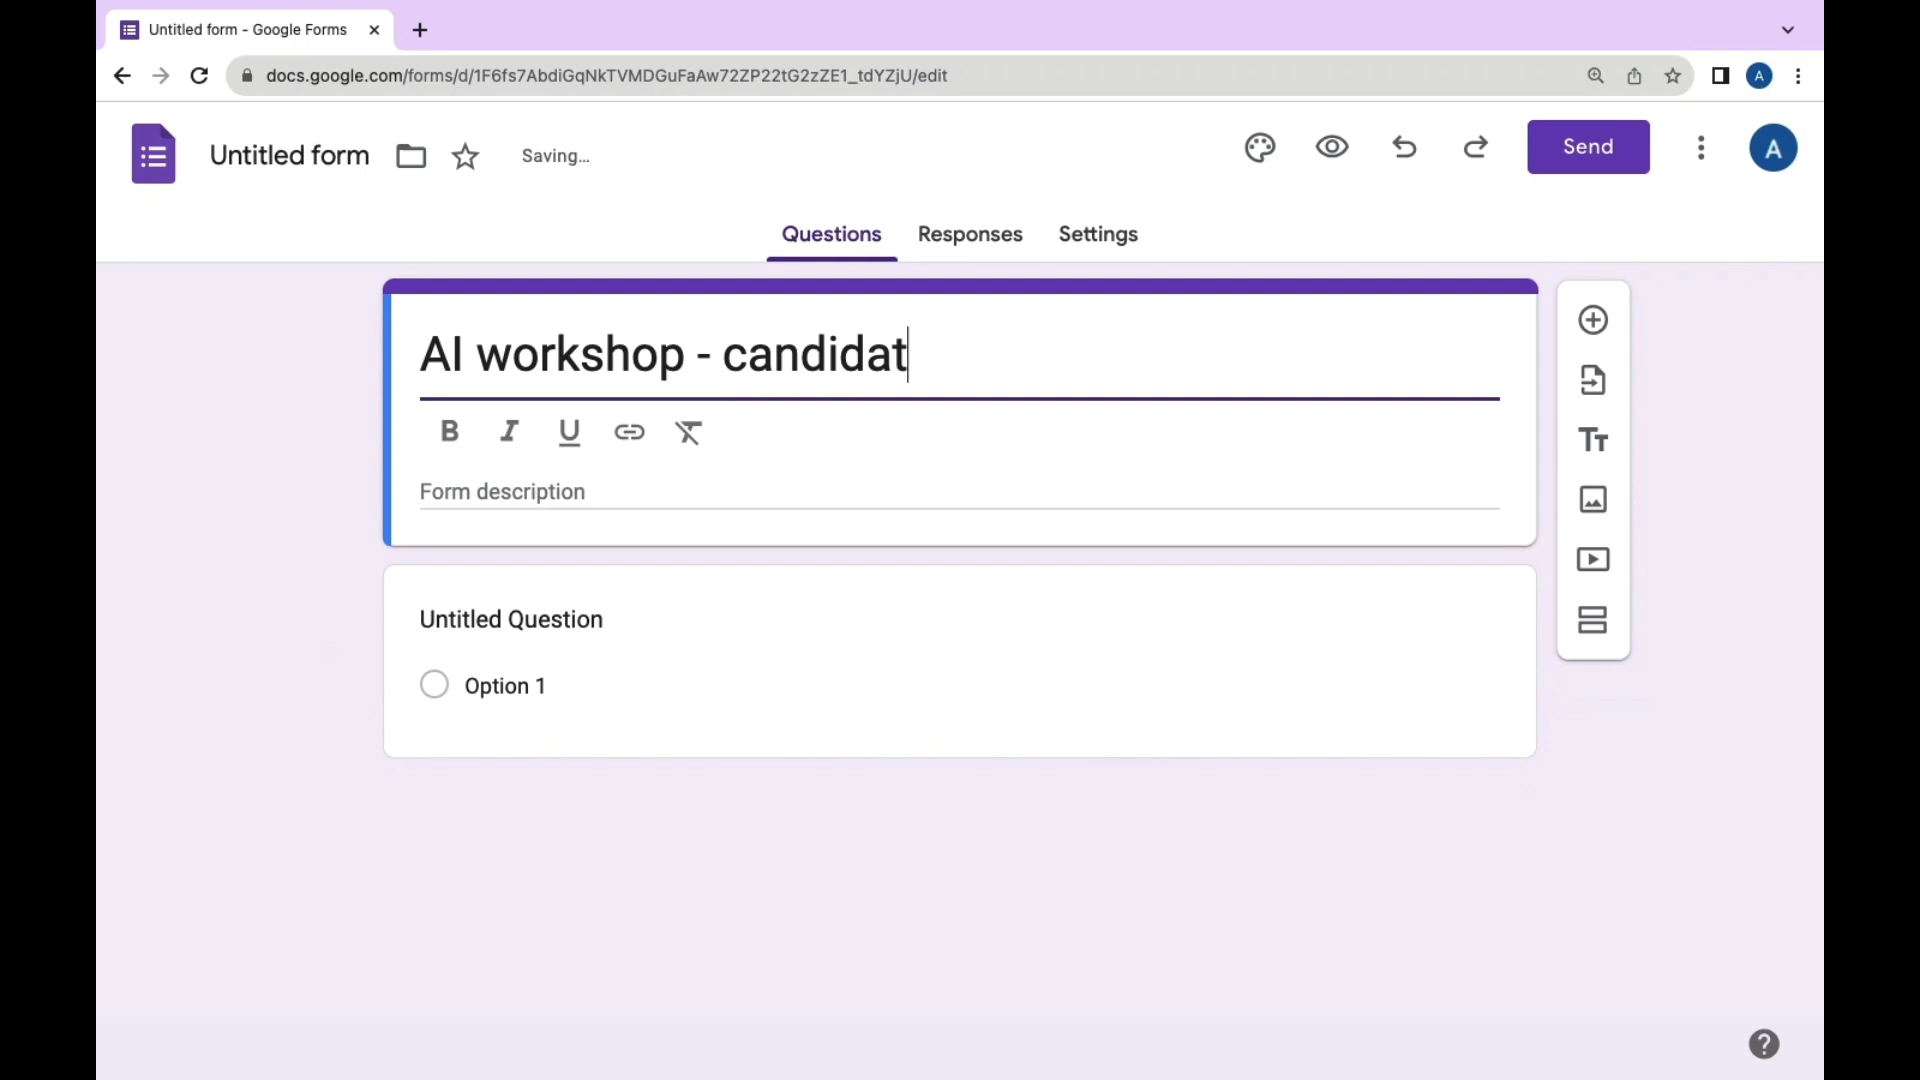 Untitled form - Google Forms
docs.google.com/forms/d/1F6fs7AbdiGqNkTVMDGuFaAw72ZP22tG2zZE1_tdYZjU/edit
A
Untitled form
Saving...
Send
A
Questions Responses Settings
AI workshop - candidat
B I U
Form description
Untitled Question
Option 1